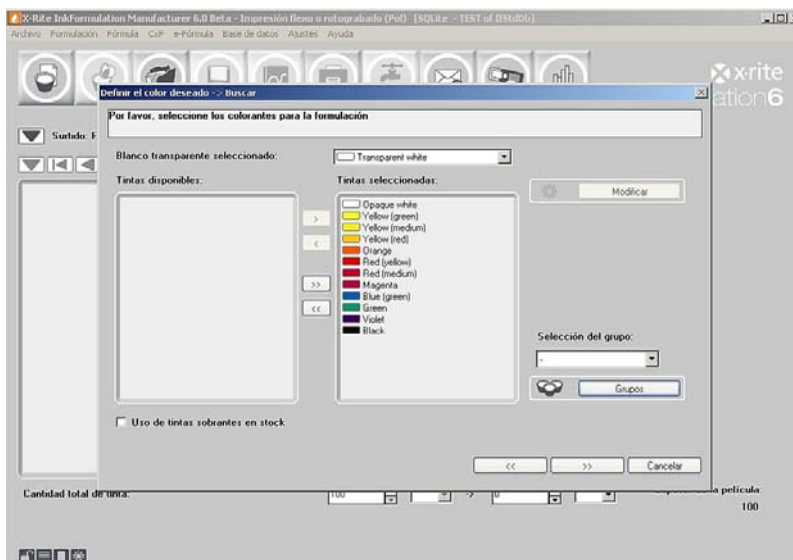 X-Rite InkFormulation Manufacturer 6.0 Beta - Impresión flexo o rotograbado (Pol) [SQLite - TEST of IIStdDb]
Archivo Formulación Fórmula CxF e-Fórmula Base de datos Ajustes Ayuda
x·rite
ation6
Definir el color deseado -> Buscar
Por favor, seleccione los colorantes para la formulación
Surtido: F
Blanco transparente seleccionado:
Transparent white
Tintas disponibles:
Tintas seleccionadas:
Modificar
Opaque white
Yellow (green)
Yellow (medium)
Yellow (red)
Orange
Red (yellow)
Red (medium)
Magenta
Blue (green)
Green
Violet
Black
>
<
>>
<<
Selección del grupo:
-
Grupos
Uso de tintas sobrantes en stock
<<
>>
Cancelar
Cantidad total de tinta:
100
->
0
película:
100